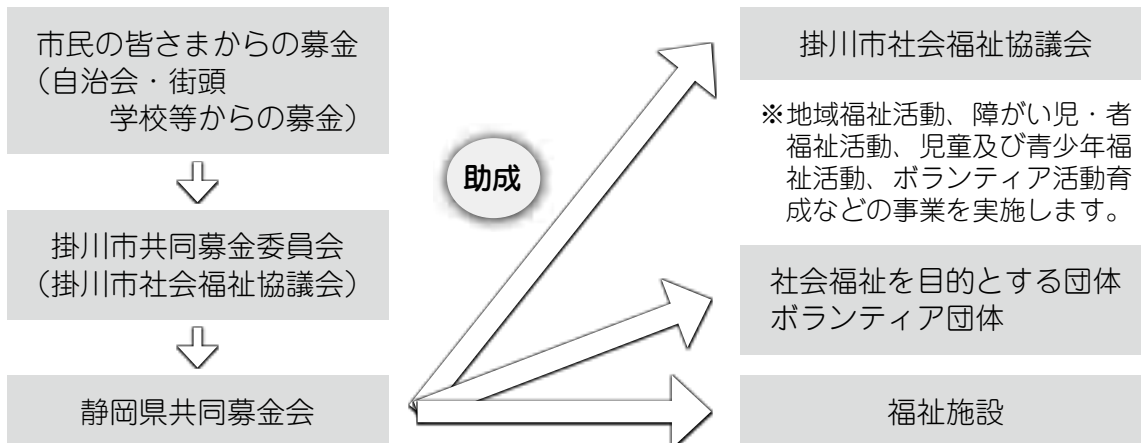 市民の皆さまからの募金
（自治会・街頭
学校等からの募金）
掛川市共同募金委員会
（掛川市社会福祉協議会）
静岡県共同募金会
助成
掛川市社会福祉協議会
※地域福祉活動、障がい児・者
福祉活動、児童及び青少年福
祉活動、ボランティア活動育
成などの事業を実施します。
社会福祉を目的とする団体
ボランティア団体
福祉施設